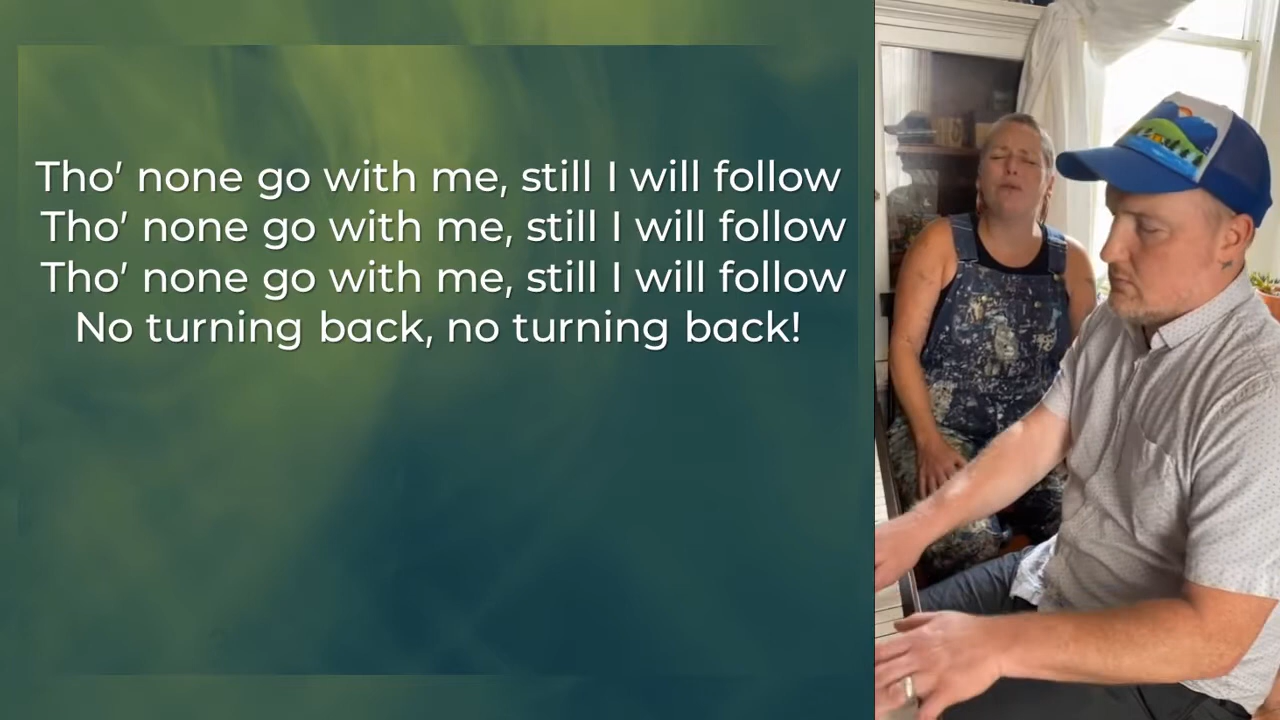 Tho’ none go with me, still I will follow
Tho’ none go with me, still I will follow
Tho’ none go with me, still I will follow
No turning back, no turning back!